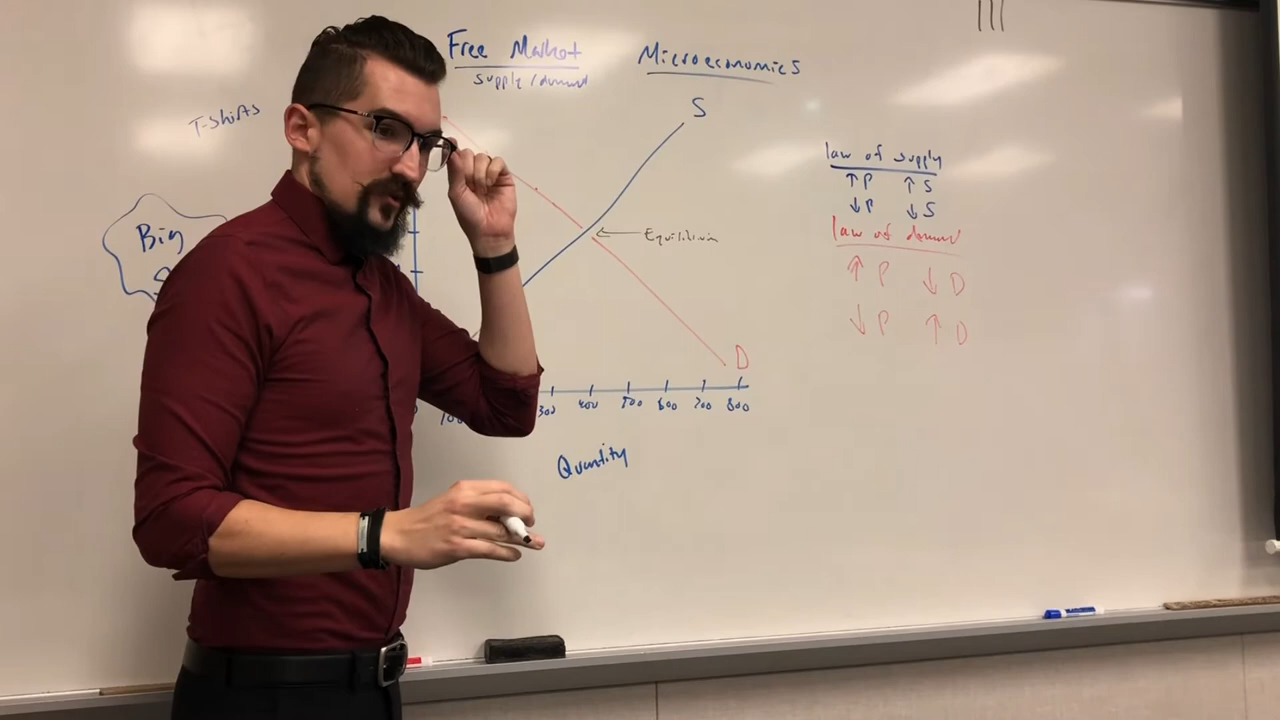 Free Market
supply/demand
Microeconomics
T-Shirts
Big
S
Equilibrium
D
300 400 500 600 700 800
Quantity
law of supply
↑P ↑S
↓P ↓S
law of demand
↑P ↓D
↓P ↑D